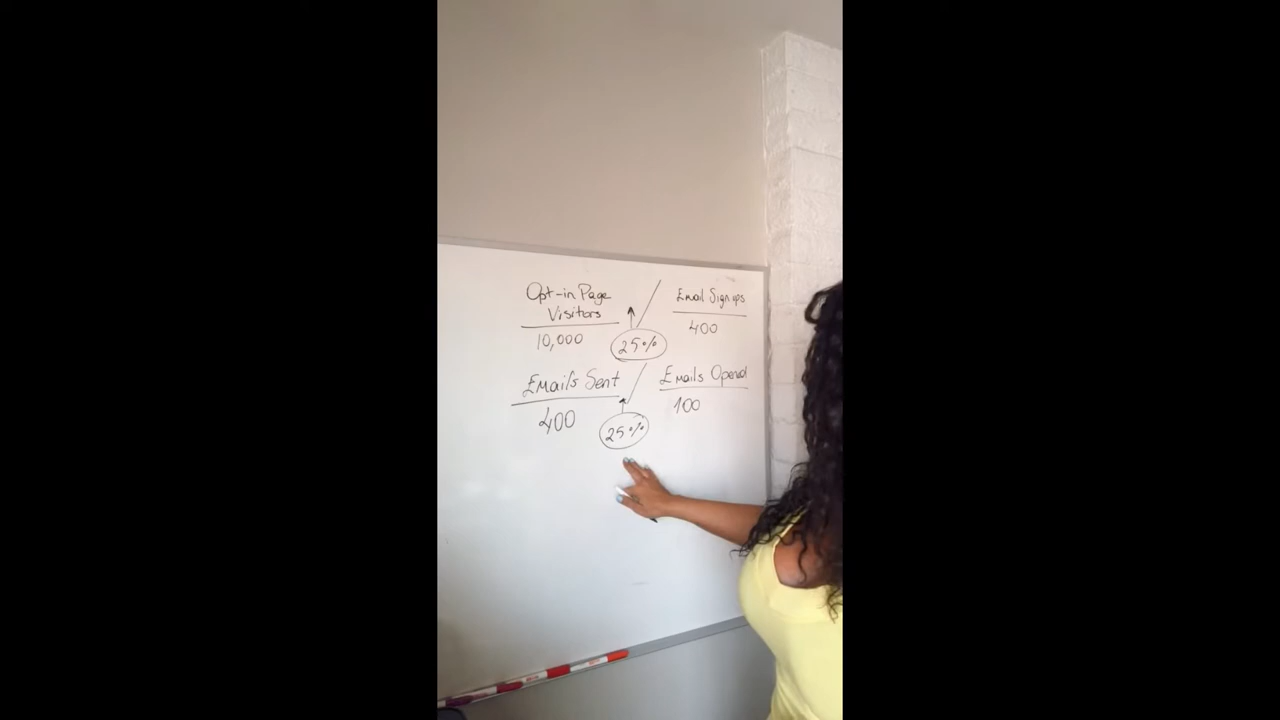 Opt-in Page
Visitors
10,000
Email Sign ups
400
25%
Emails Sent
400
Emails Opened
100
25%